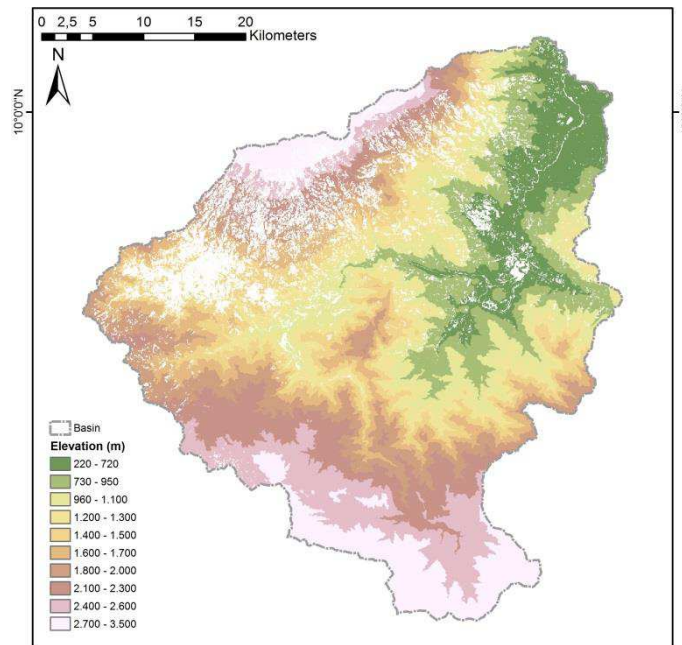 0 2,5 5 10 15 20
Kilometers
N
10°0'0"N
Basin
Elevation (m)
220 - 720
730 - 950
960 - 1.100
1.200 - 1.300
1.400 - 1.500
1.600 - 1.700
1.800 - 2.000
2.100 - 2.300
2.400 - 2.600
2.700 - 3.500